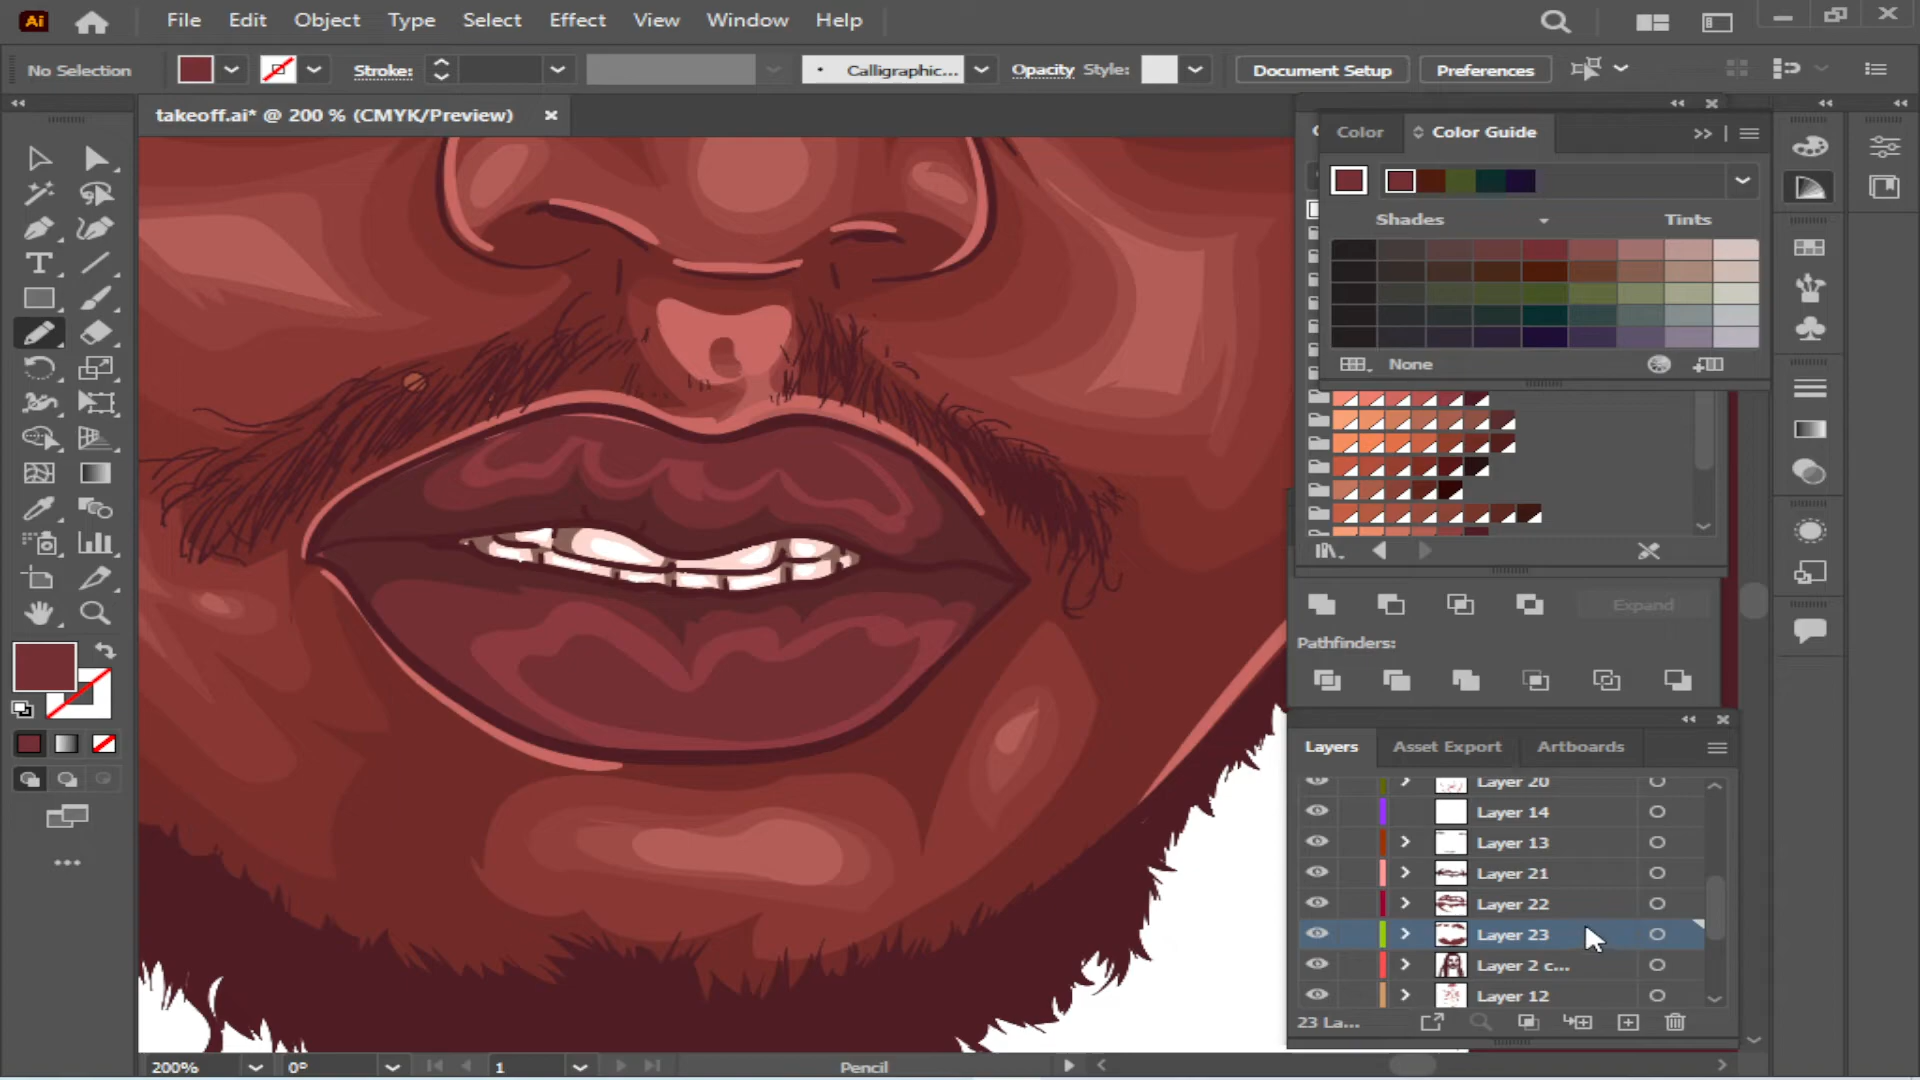 Ai File Edit Object Type Select Effect View Window Help
No Selection Stroke: Calligraphic... Opacity Style: Document Setup Preferences
takeoff.ai* @ 200 % (CMYK/Preview)
Color Color Guide
Shades Tints
None
Expand
Pathfinders:
Layers Asset Export Artboards
Layer 20
Layer 14
Layer 13
Layer 21
Layer 22
Layer 23
Layer 2 c...
Layer 12
23 La...
200% 0° 1 Pencil